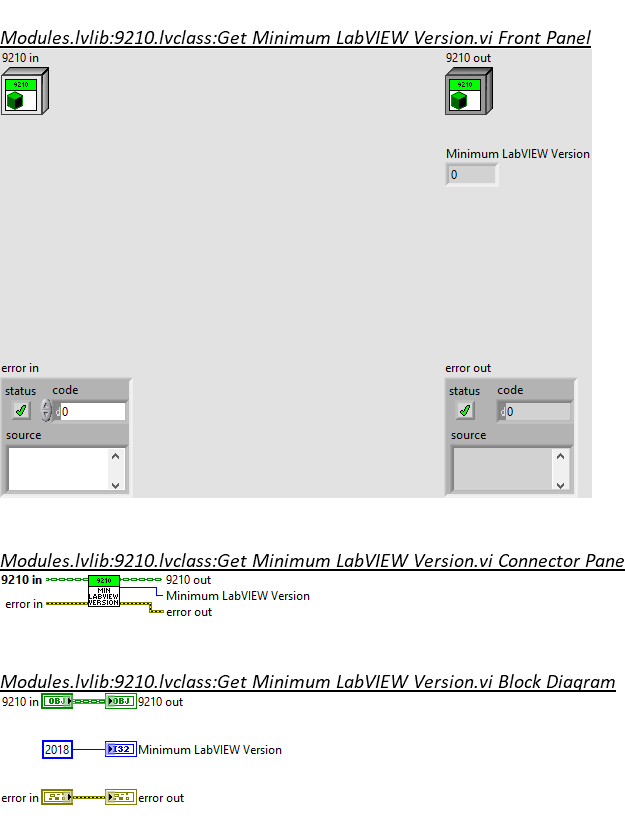 Modules.lvlib:9210.lvclass:Get Minimum LabVIEW Version.vi Front Panel
9210 in 9210 out
9210 9210
Minimum LabVIEW Version
0
error in error out
status code status code
d 0 d 0
source source
Modules.lvlib:9210.lvclass:Get Minimum LabVIEW Version.vi Connector Pane
9210 in 9210 9210 out
MIN
LABVIEW Minimum LabVIEW Version
error in VERSION error out
Modules.lvlib:9210.lvclass:Get Minimum LabVIEW Version.vi Block Diagram
9210 in OBJ OBJ 9210 out
2018 I32 Minimum LabVIEW Version
error in error out